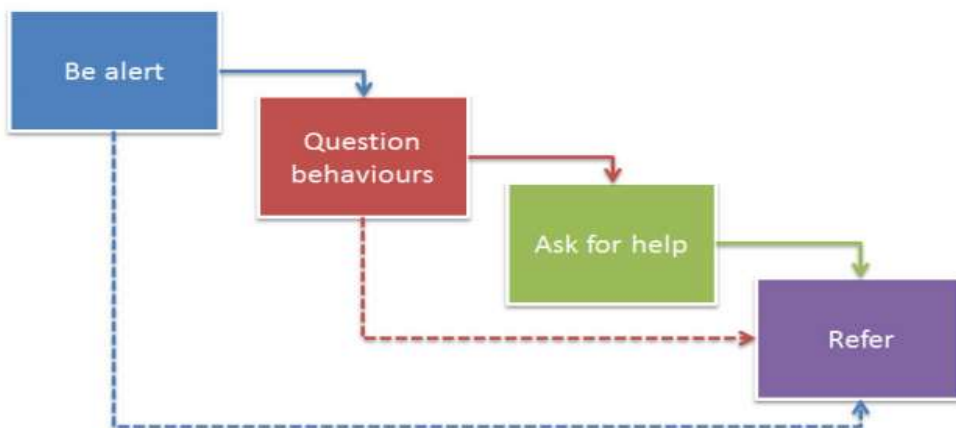 Be alert
Question
behaviours
Ask for help
Refer